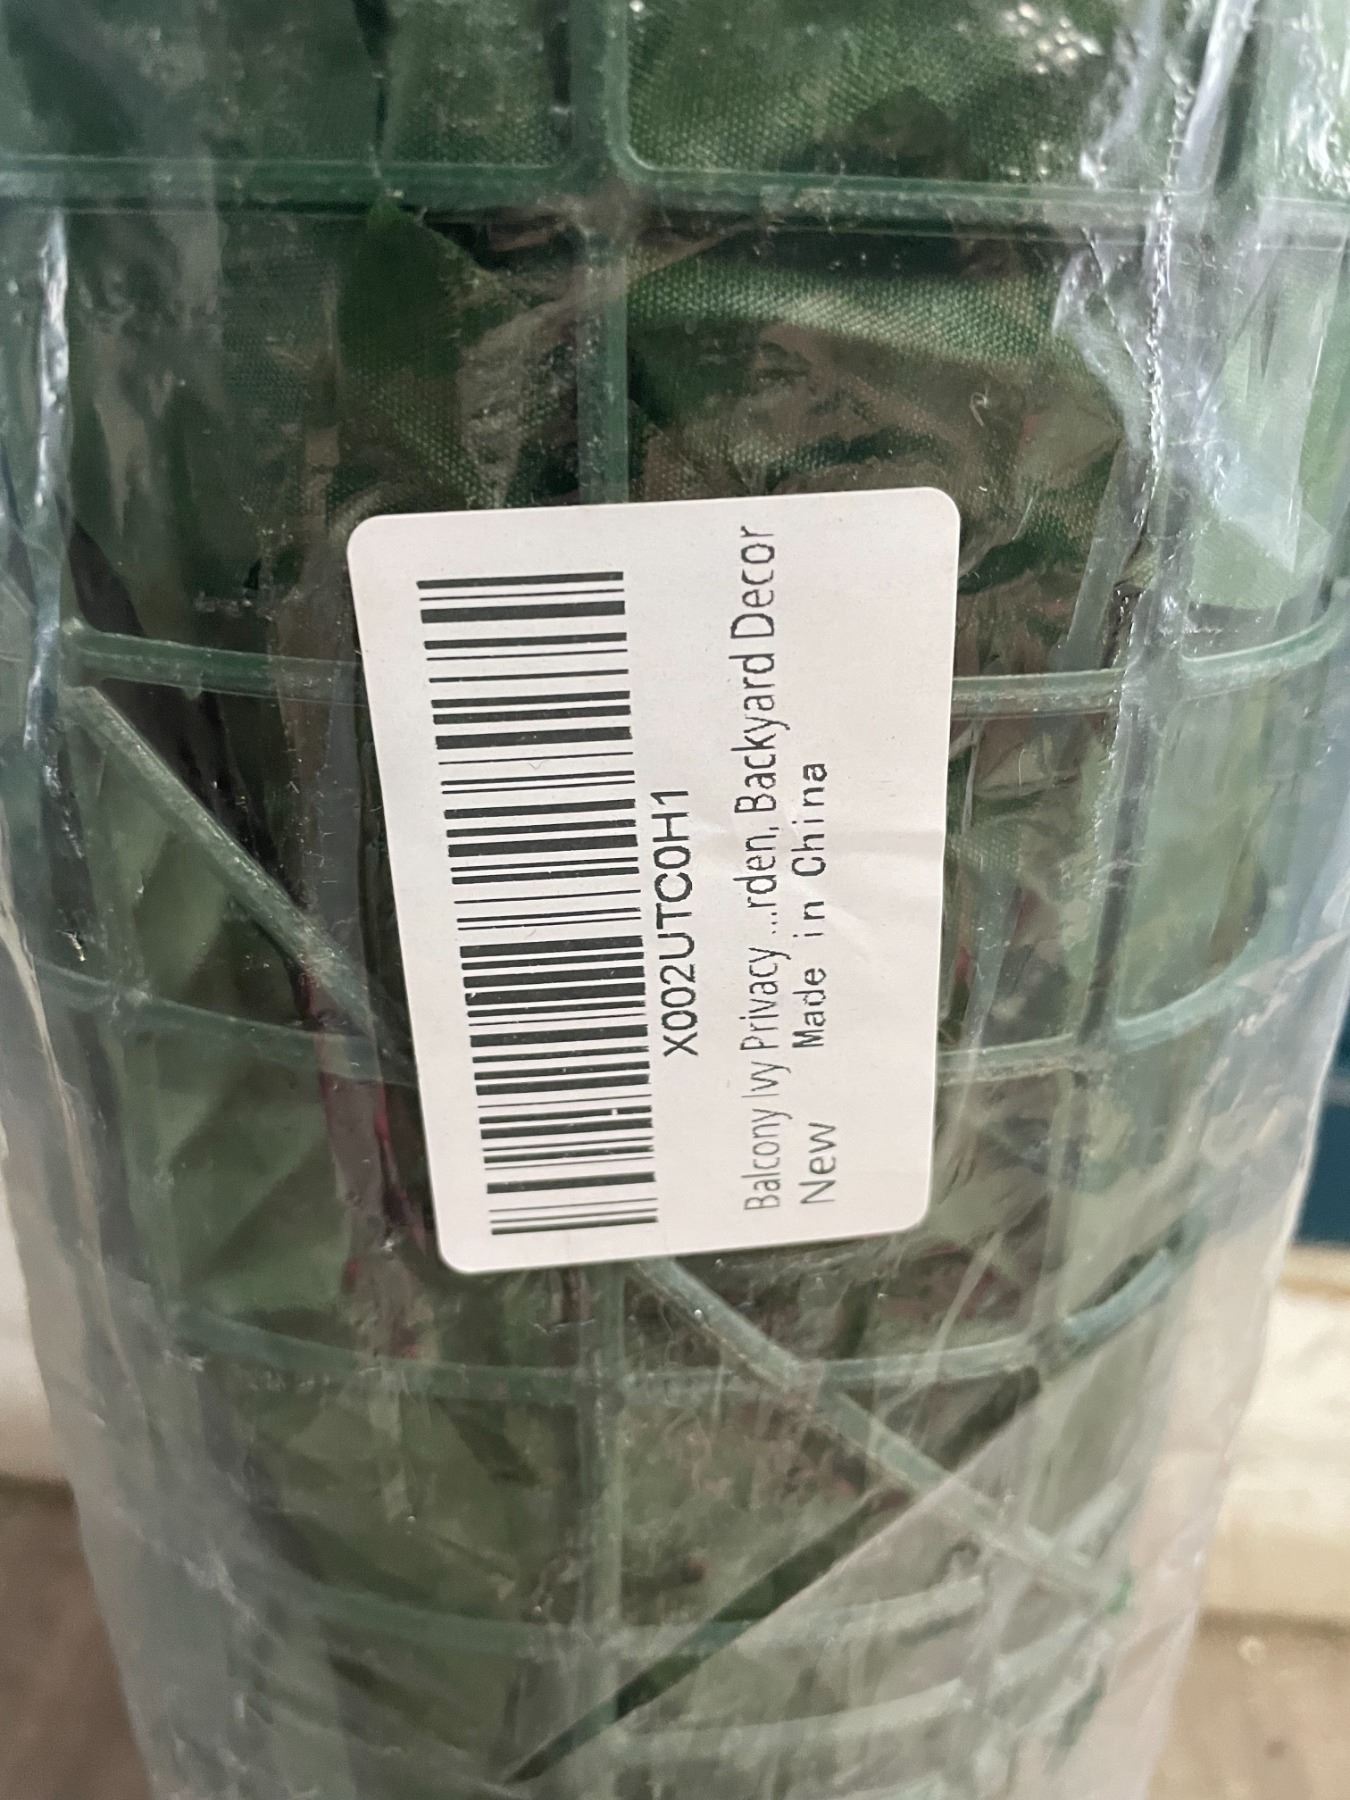 X002UTC0H1
Balcony Ivy Privacy ...rden, Backyard Decor
New Made in China